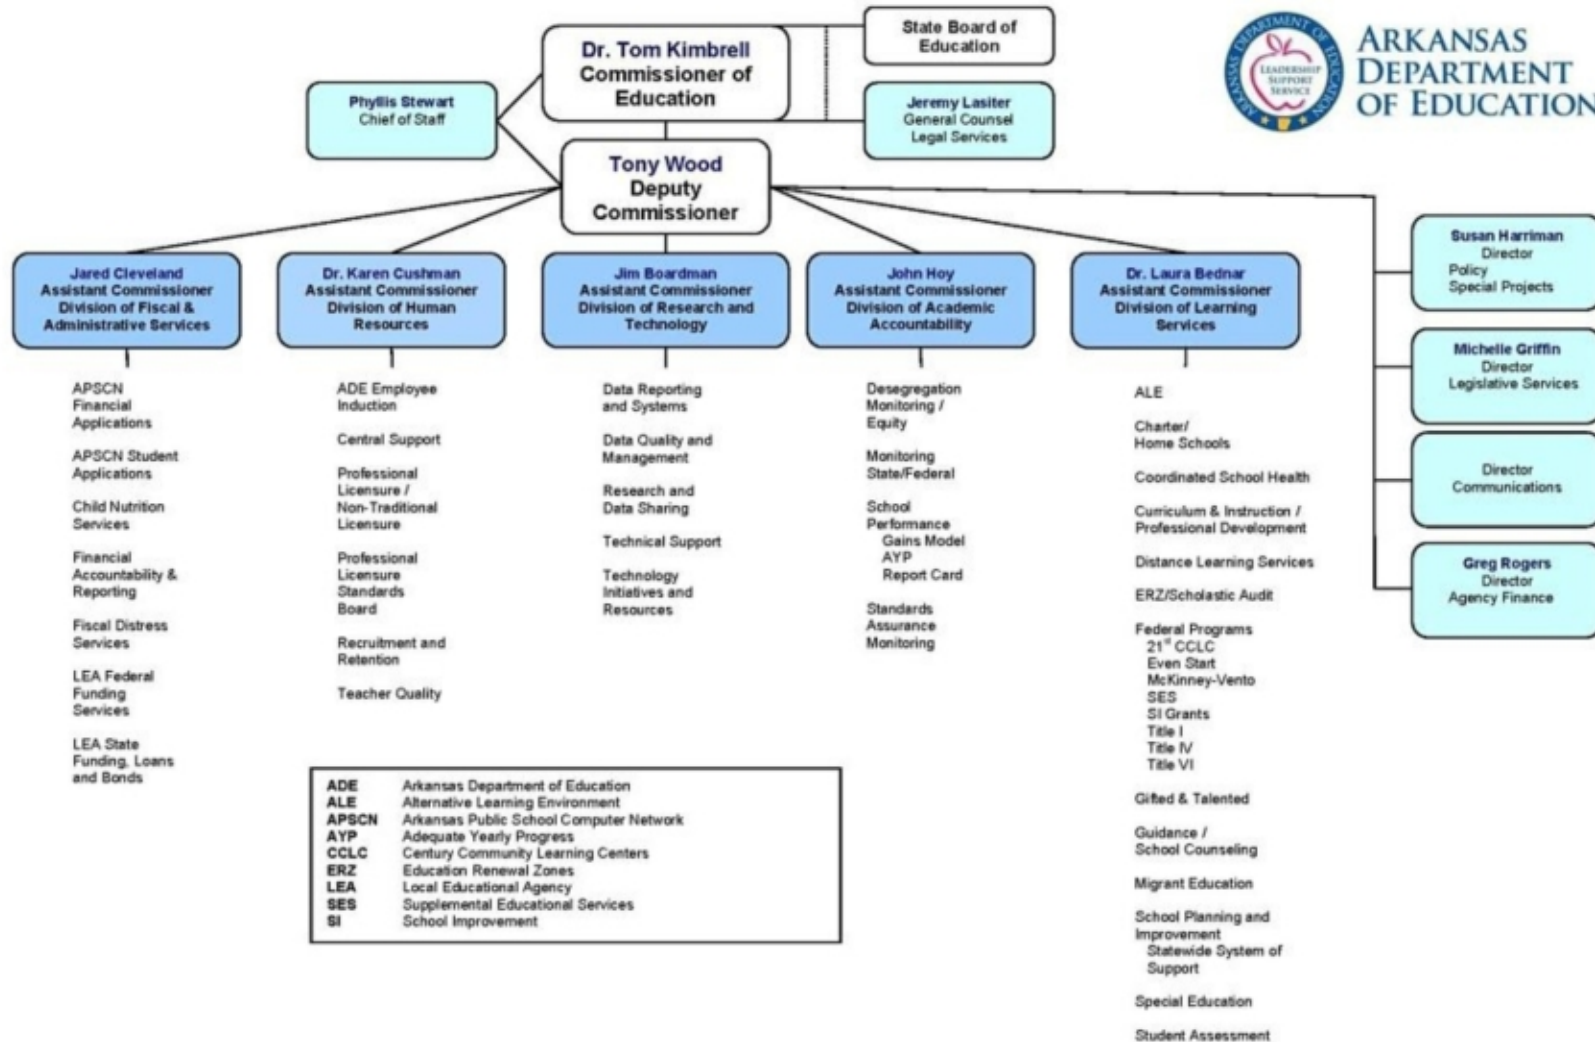 Dr. Tom Kimbrell
Commissioner of
Education
State Board of
Education
ARKANSAS DEPARTMENT OF EDUCATION
LEADERSHIP
SUPPORT
SERVICE
ARKANSAS
DEPARTMENT
OF EDUCATION
Phyllis Stewart
Chief of Staff
Jeremy Lasiter
General Counsel
Legal Services
Tony Wood
Deputy
Commissioner
Jared Cleveland
Assistant Commissioner
Division of Fiscal &
Administrative Services
Dr. Karen Cushman
Assistant Commissioner
Division of Human
Resources
Jim Boardman
Assistant Commissioner
Division of Research and
Technology
John Hoy
Assistant Commissioner
Division of Academic
Accountability
Dr. Laura Bednar
Assistant Commissioner
Division of Learning
Services
Susan Harriman
Director
Policy
Special Projects
Michelle Griffin
Director
Legislative Services
Director
Communications
Greg Rogers
Director
Agency Finance
APSCN
Financial
Applications
APSCN Student
Applications
Child Nutrition
Services
Financial
Accountability &
Reporting
Fiscal Distress
Services
LEA Federal
Funding
Services
LEA State
Funding, Loans
and Bonds
ADE Employee
Induction
Central Support
Professional
Licensure /
Non-Traditional
Licensure
Professional
Licensure
Standards
Board
Recruitment and
Retention
Teacher Quality
Data Reporting
and Systems
Data Quality and
Management
Research and
Data Sharing
Technical Support
Technology
Initiatives and
Resources
Desegregation
Monitoring /
Equity
Monitoring
State/Federal
School
Performance
Gains Model
AYP
Report Card
Standards
Assurance
Monitoring
ALE
Charter/
Home Schools
Coordinated School Health
Curriculum & Instruction /
Professional Development
Distance Learning Services
ERZ/Scholastic Audit
Federal Programs
21st CCLC
Even Start
McKinney-Vento
SES
SI Grants
Title I
Title IV
Title VI
Gifted & Talented
Guidance /
School Counseling
Migrant Education
School Planning and
Improvement
Statewide System of
Support
Special Education
Student Assessment
ADE Arkansas Department of Education
ALE Alternative Learning Environment
APSCN Arkansas Public School Computer Network
AYP Adequate Yearly Progress
CCLC Century Community Learning Centers
ERZ Education Renewal Zones
LEA Local Educational Agency
SES Supplemental Educational Services
SI School Improvement